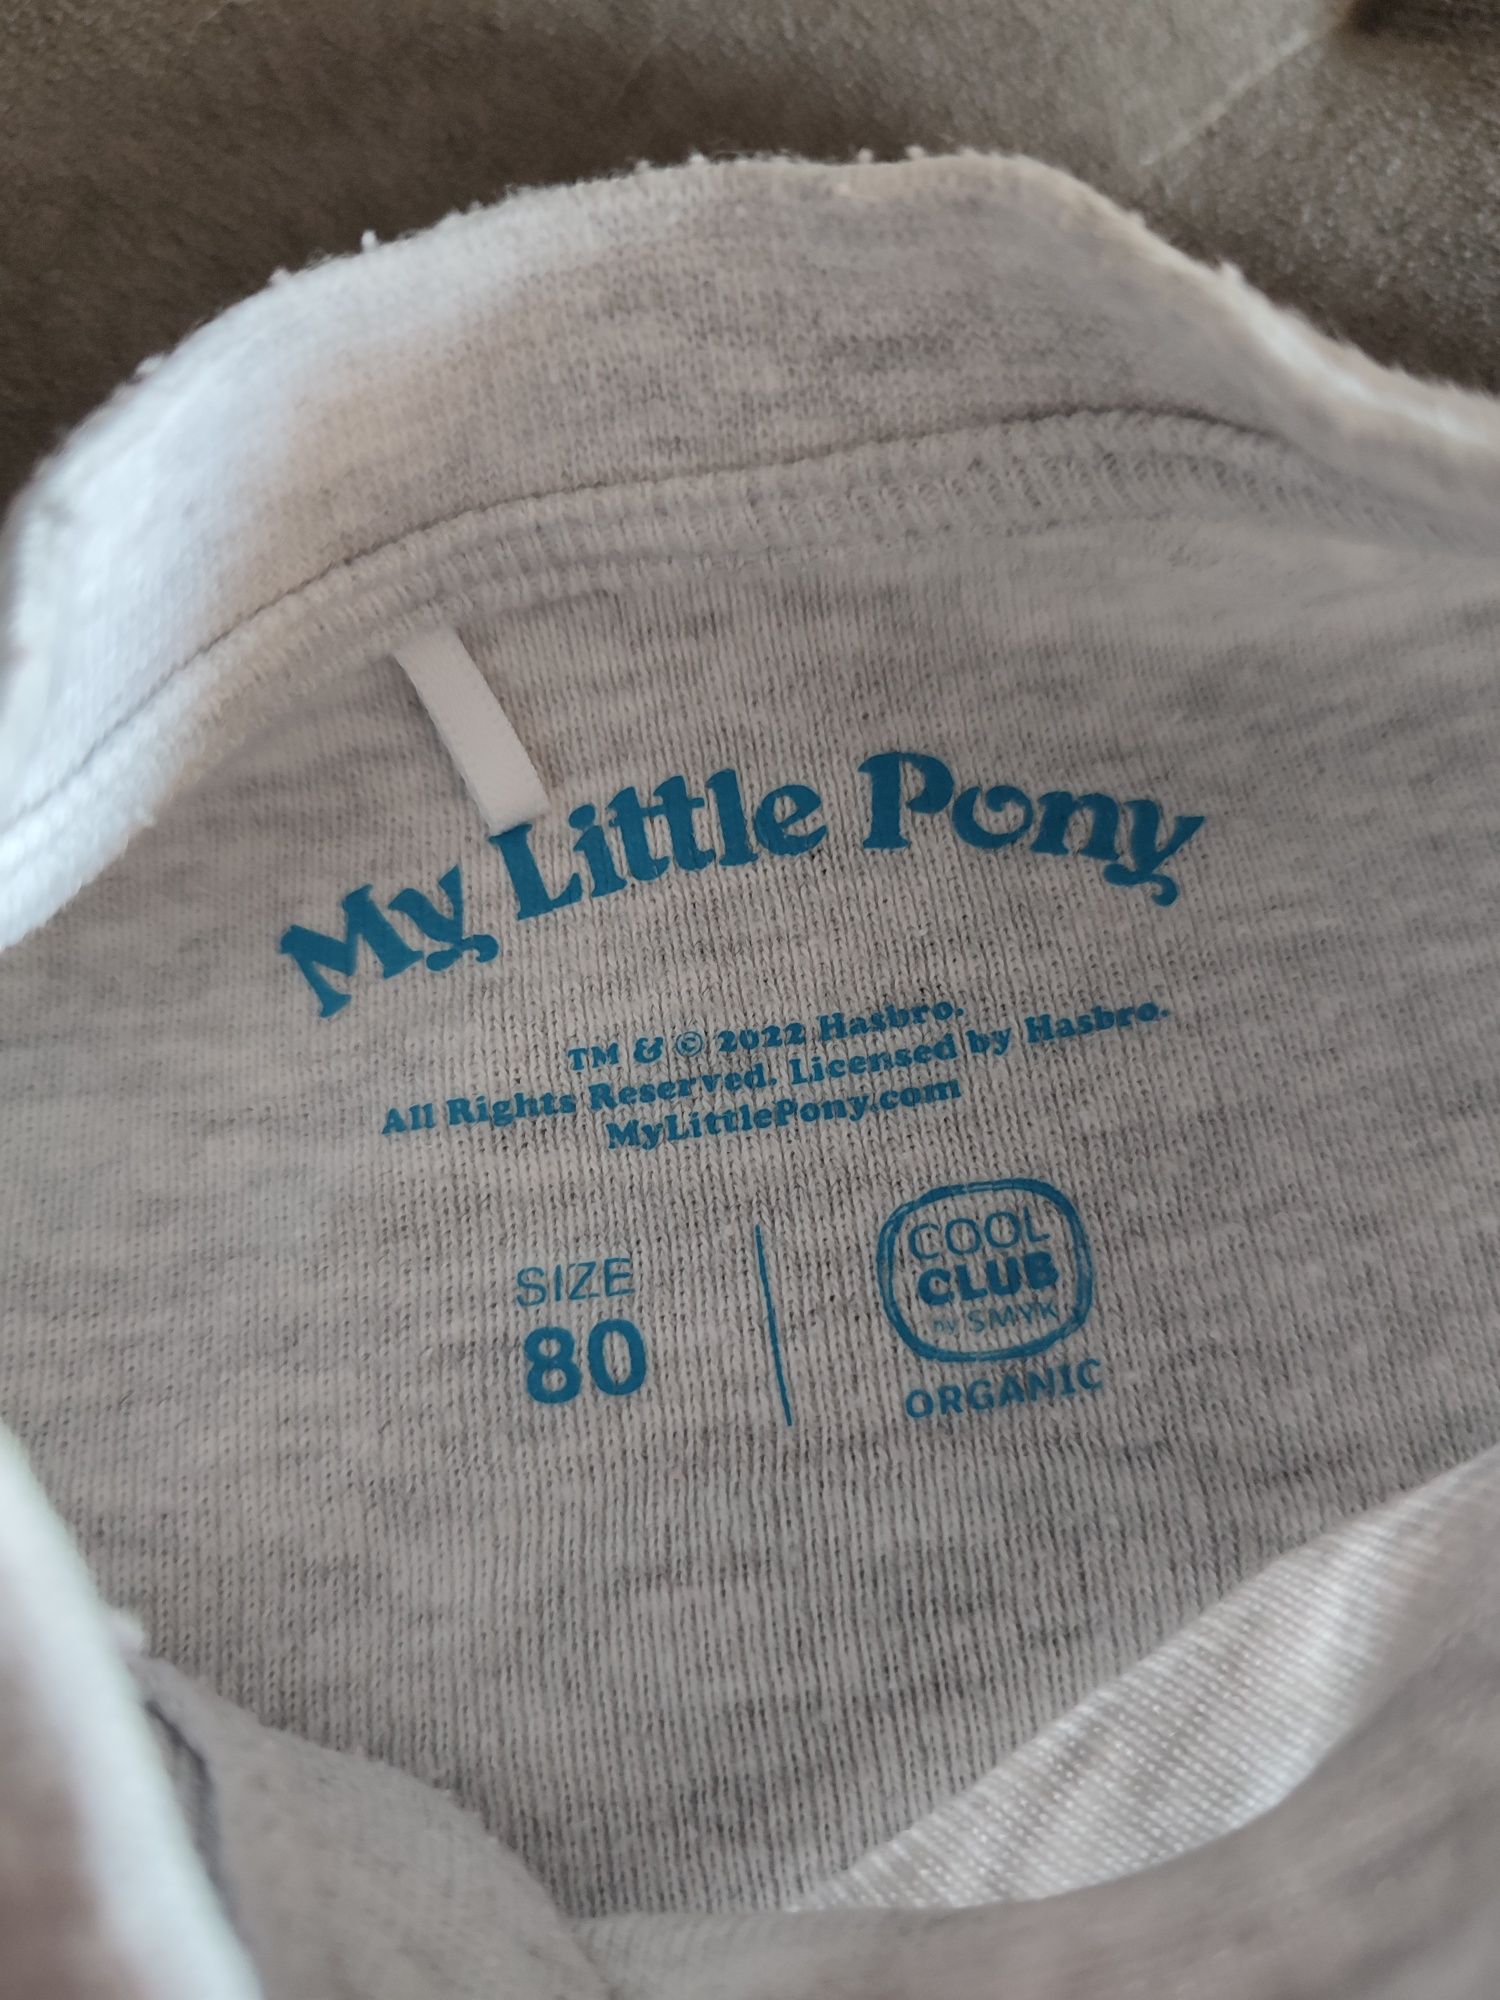 My Little Pony
TM & © 2022 Hasbro.
All Rights Reserved. Licensed by Hasbro.
MyLittlePony.com
SIZE
80
COOL
CLUB
by SMYK
ORGANIC